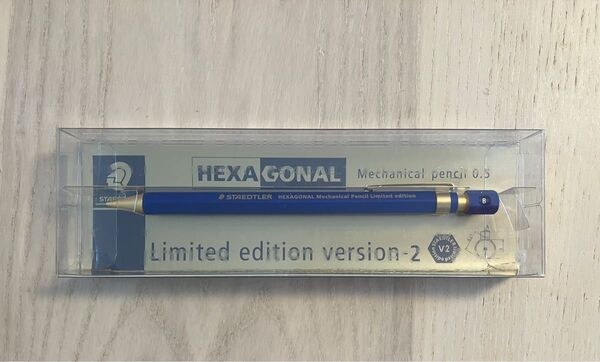 HEXAGONAL Mechanical pencil 0.5
STAEDTLER HEXAGONAL Mechanical Pencil Limited edition
B
Limited edition version-2
V2